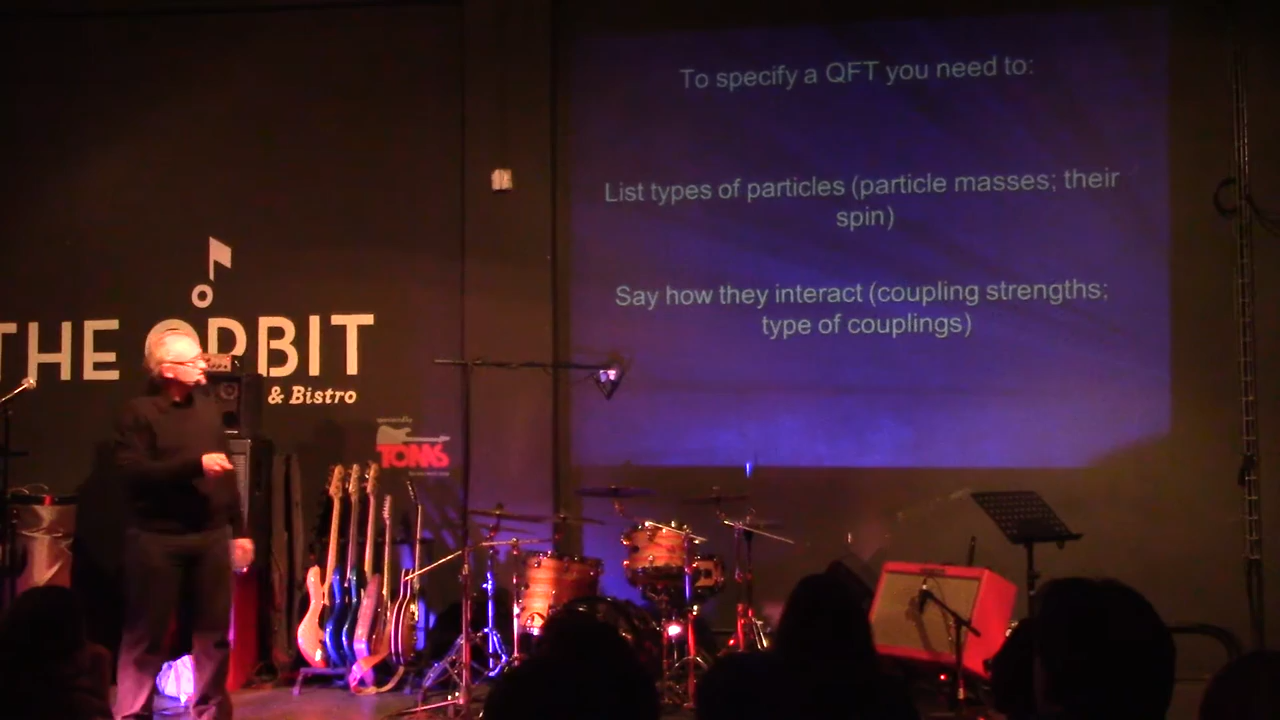 To specify a QFT you need to:
List types of particles (particle masses; their
spin)
Say how they interact (coupling strengths;
type of couplings)
THE ORBIT
& Bistro
TOMS